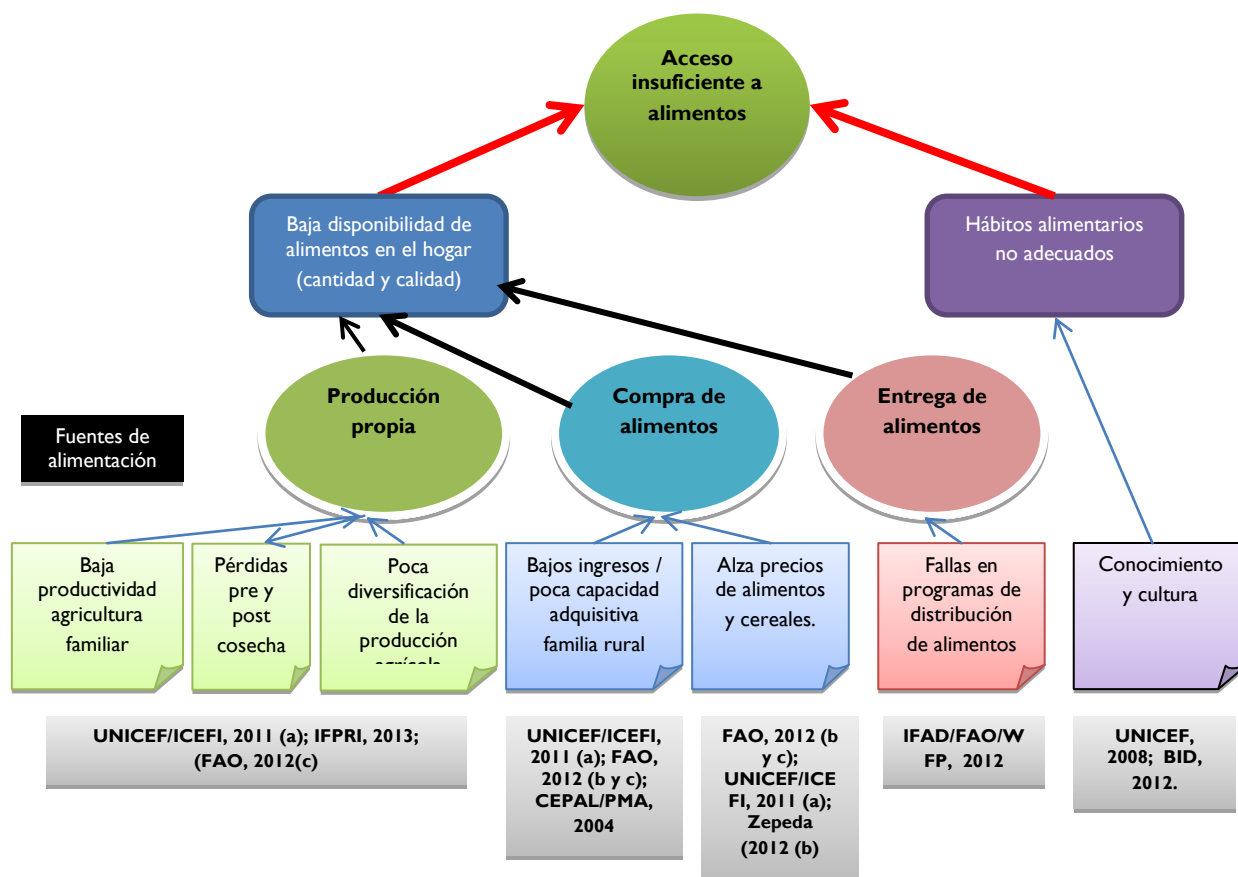 Acceso
insuficiente a
alimentos
Baja disponibilidad de
alimentos en el hogar
(cantidad y calidad)
Hábitos alimentarios
no adecuados
Producción
propia
Compra de
alimentos
Entrega de
alimentos
Fuentes de
alimentación
Baja
productividad
agricultura
familiar
Pérdidas
pre y
post
cosecha
Poca
diversificación
de la
producción
Bajos ingresos /
poca capacidad
adquisitiva
familia rural
Alza precios
de alimentos
y cereales.
Fallas en
programas de
distribución
de alimentos
Conocimiento
y cultura
UNICEF/ICEFI, 2011 (a); IFPRI, 2013;
(FAO, 2012(c)
UNICEF/ICEFI,
2011 (a); FAO,
2012 (b y c);
CEPAL/PMA,
2004
FAO, 2012 (b
y c);
UNICEF/ICE
FI, 2011 (a);
Zepeda
(2012 (b)
IFAD/FAO/W
FP, 2012
UNICEF,
2008; BID,
2012.